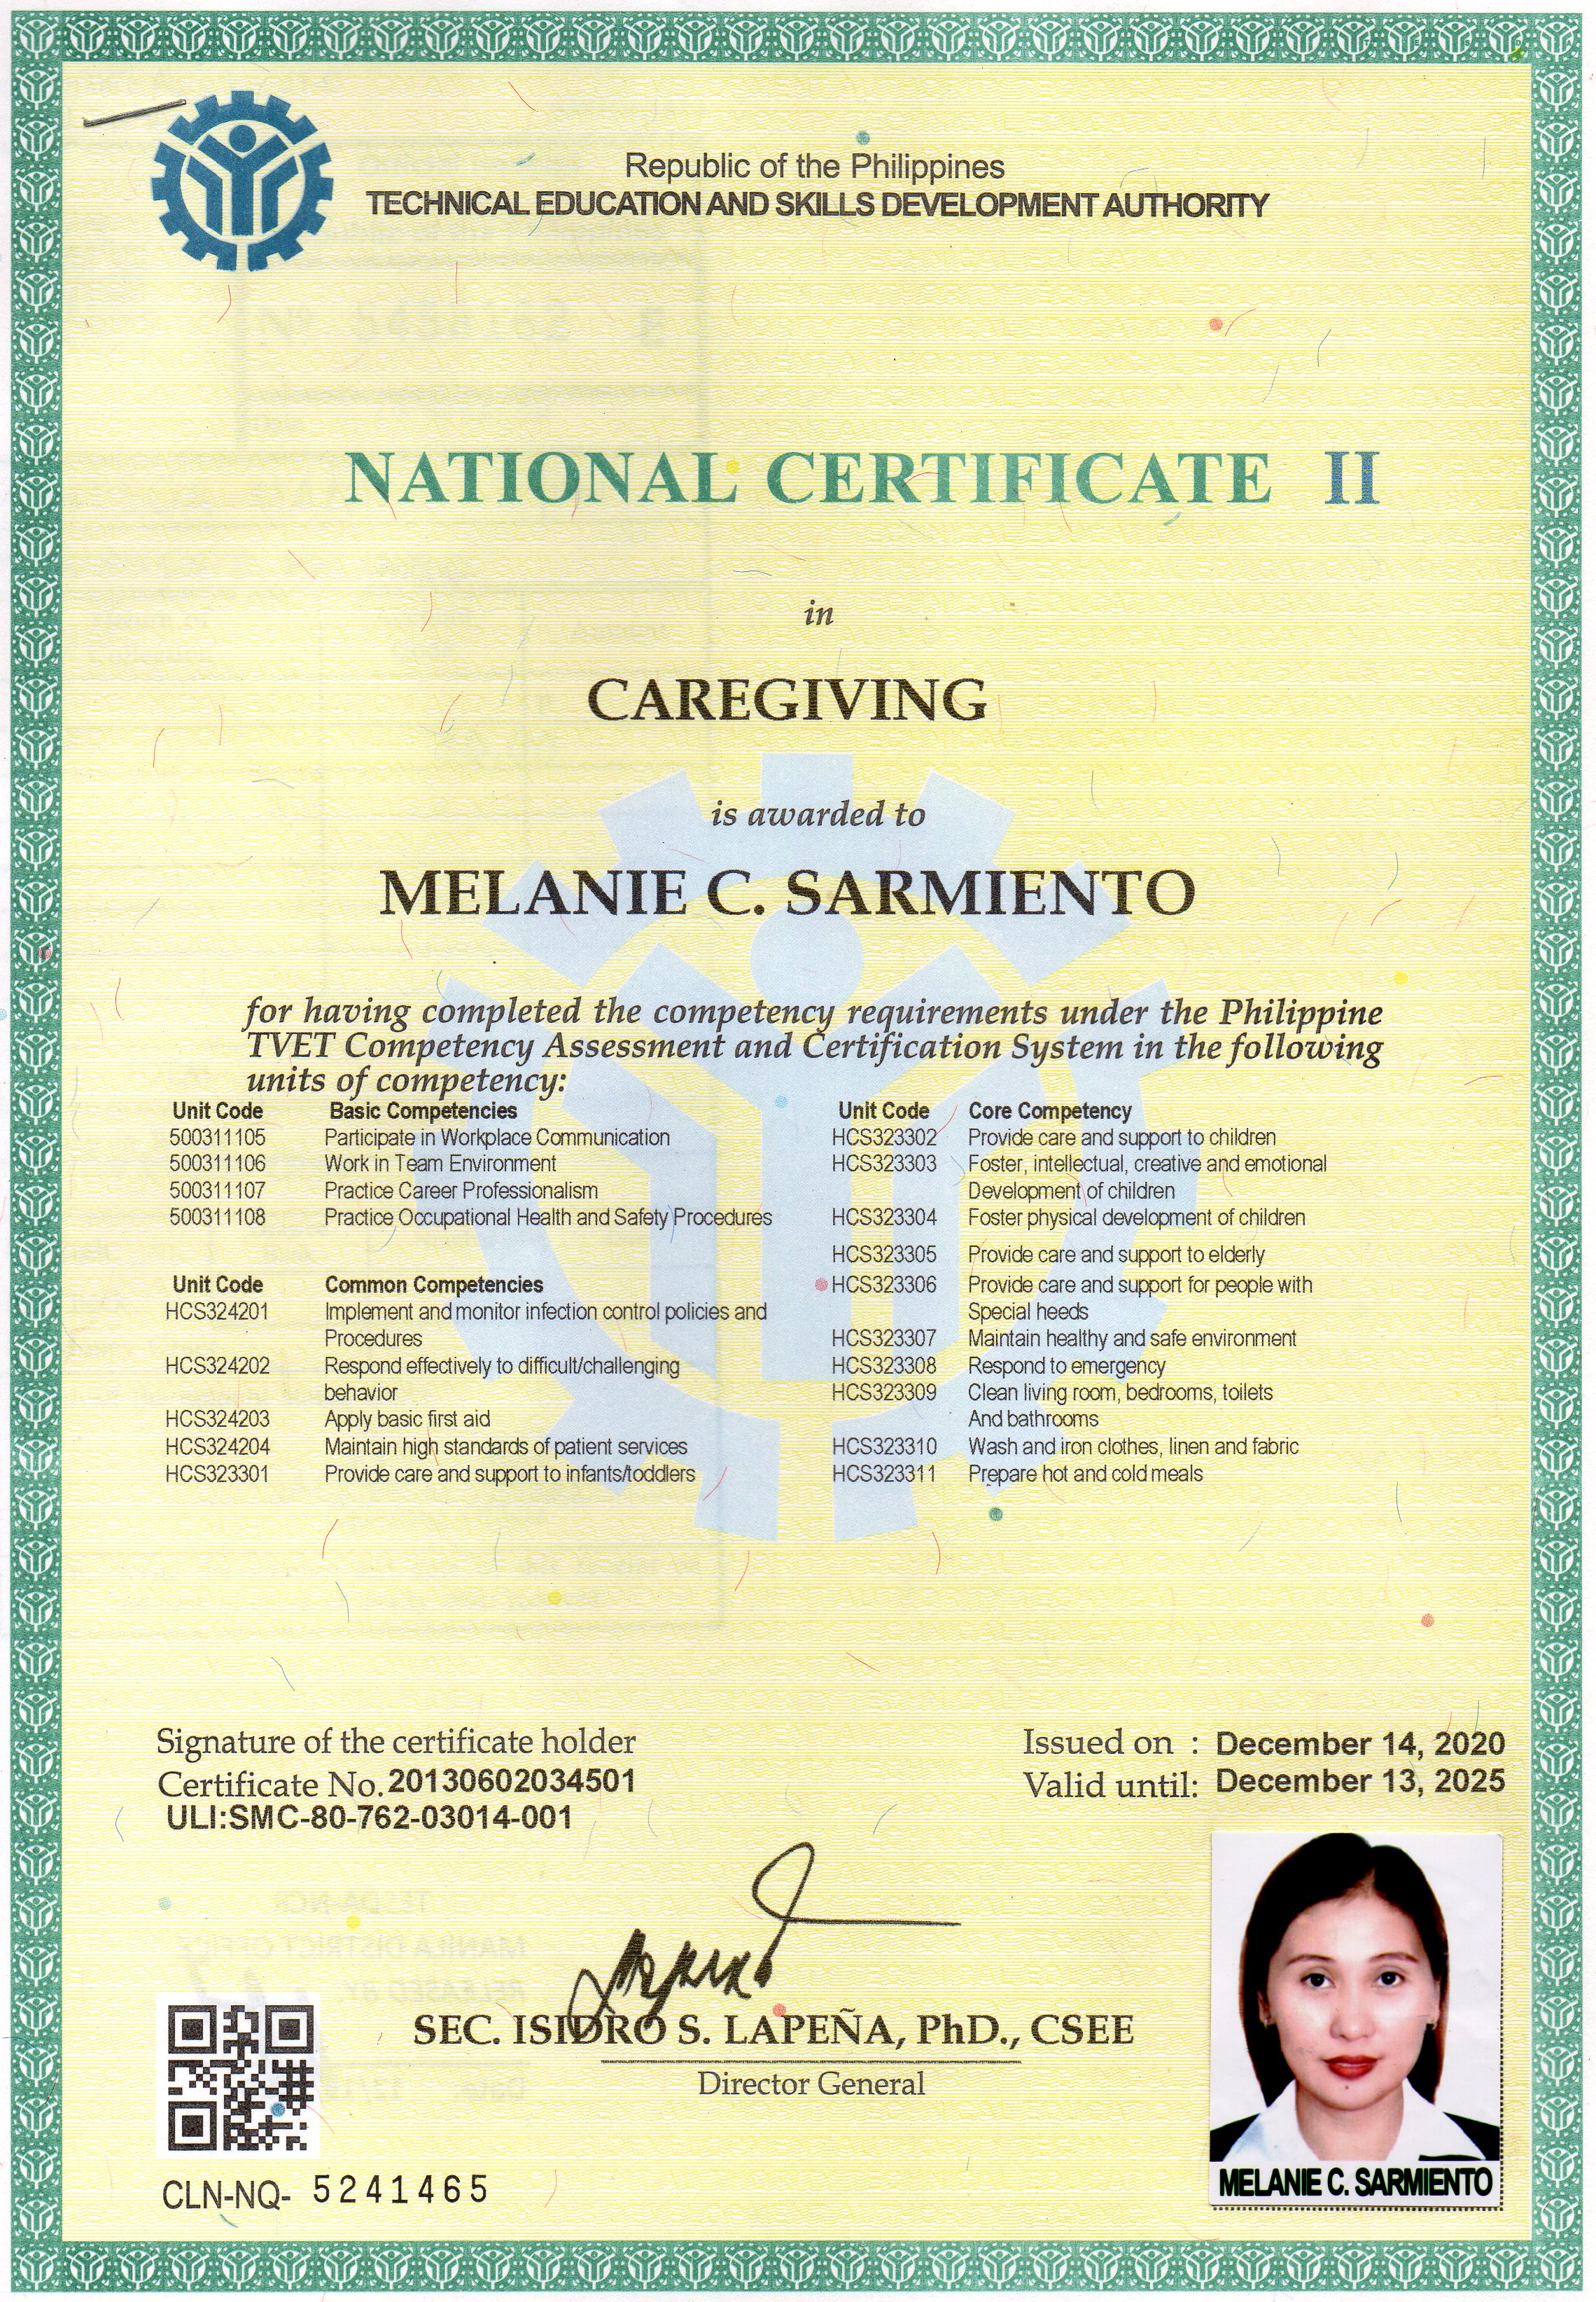 Republic of the Philippines
TECHNICAL EDUCATION AND SKILLS DEVELOPMENT AUTHORITY
NATIONAL CERTIFICATE II
in
CAREGIVING
is awarded to
MELANIE C. SARMIENTO
for having completed the competency requirements under the Philippine
TVET Competency Assessment and Certification System in the following
units of competency:
Unit Code Basic Competencies
500311105 Participate in Workplace Communication
500311106 Work in Team Environment
500311107 Practice Career Professionalism
500311108 Practice Occupational Health and Safety Procedures
Unit Code Common Competencies
HCS324201 Implement and monitor infection control policies and
Procedures
HCS324202 Respond effectively to difficult/challenging
behavior
HCS324203 Apply basic first aid
HCS324204 Maintain high standards of patient services
HCS323301 Provide care and support to infants/toddlers
Unit Code Core Competency
HCS323302 Provide care and support to children
HCS323303 Foster, intellectual, creative and emotional
Development of children
HCS323304 Foster physical development of children
HCS323305 Provide care and support to elderly
HCS323306 Provide care and support for people with
Special heeds
HCS323307 Maintain healthy and safe environment
HCS323308 Respond to emergency
HCS323309 Clean living room, bedrooms, toilets
And bathrooms
HCS323310 Wash and iron clothes, linen and fabric
HCS323311 Prepare hot and cold meals
Signature of the certificate holder
Certificate No. 20130602034501
ULI:SMC-80-762-03014-001
Issued on : December 14, 2020
Valid until: December 13, 2025
SEC. ISIDRO S. LAPEÑA, PhD., CSEE
Director General
CLN-NQ- 5241465
MELANIE C. SARMIENTO